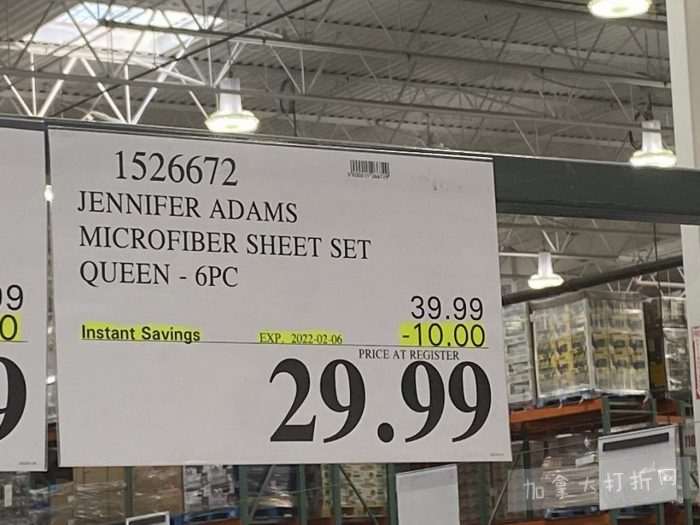 1526672
JENNIFER ADAMS
MICROFIBER SHEET SET
QUEEN - 6PC
39.99
Instant Savings EXP. 2022-02-06 -10.00
PRICE AT REGISTER
29.99
加拿大打折网